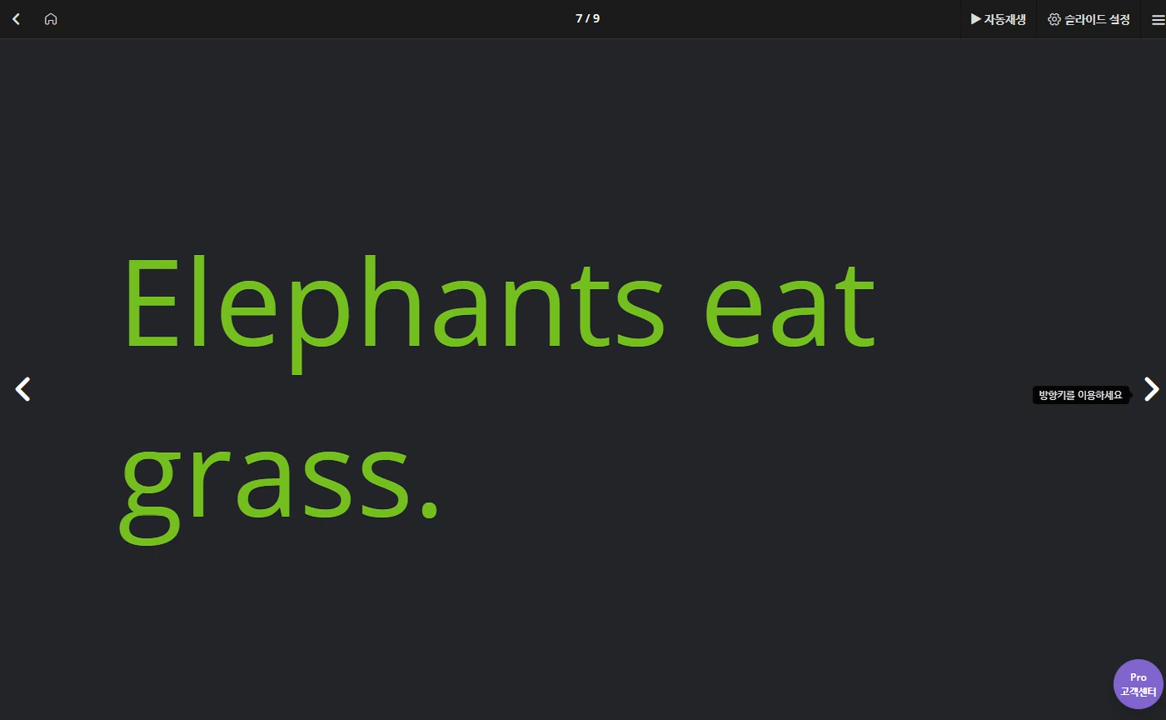 7 / 9
자동재생
슬라이드 설정
Elephants eat
방향키를 이용하세요
grass.
Pro
고객센터